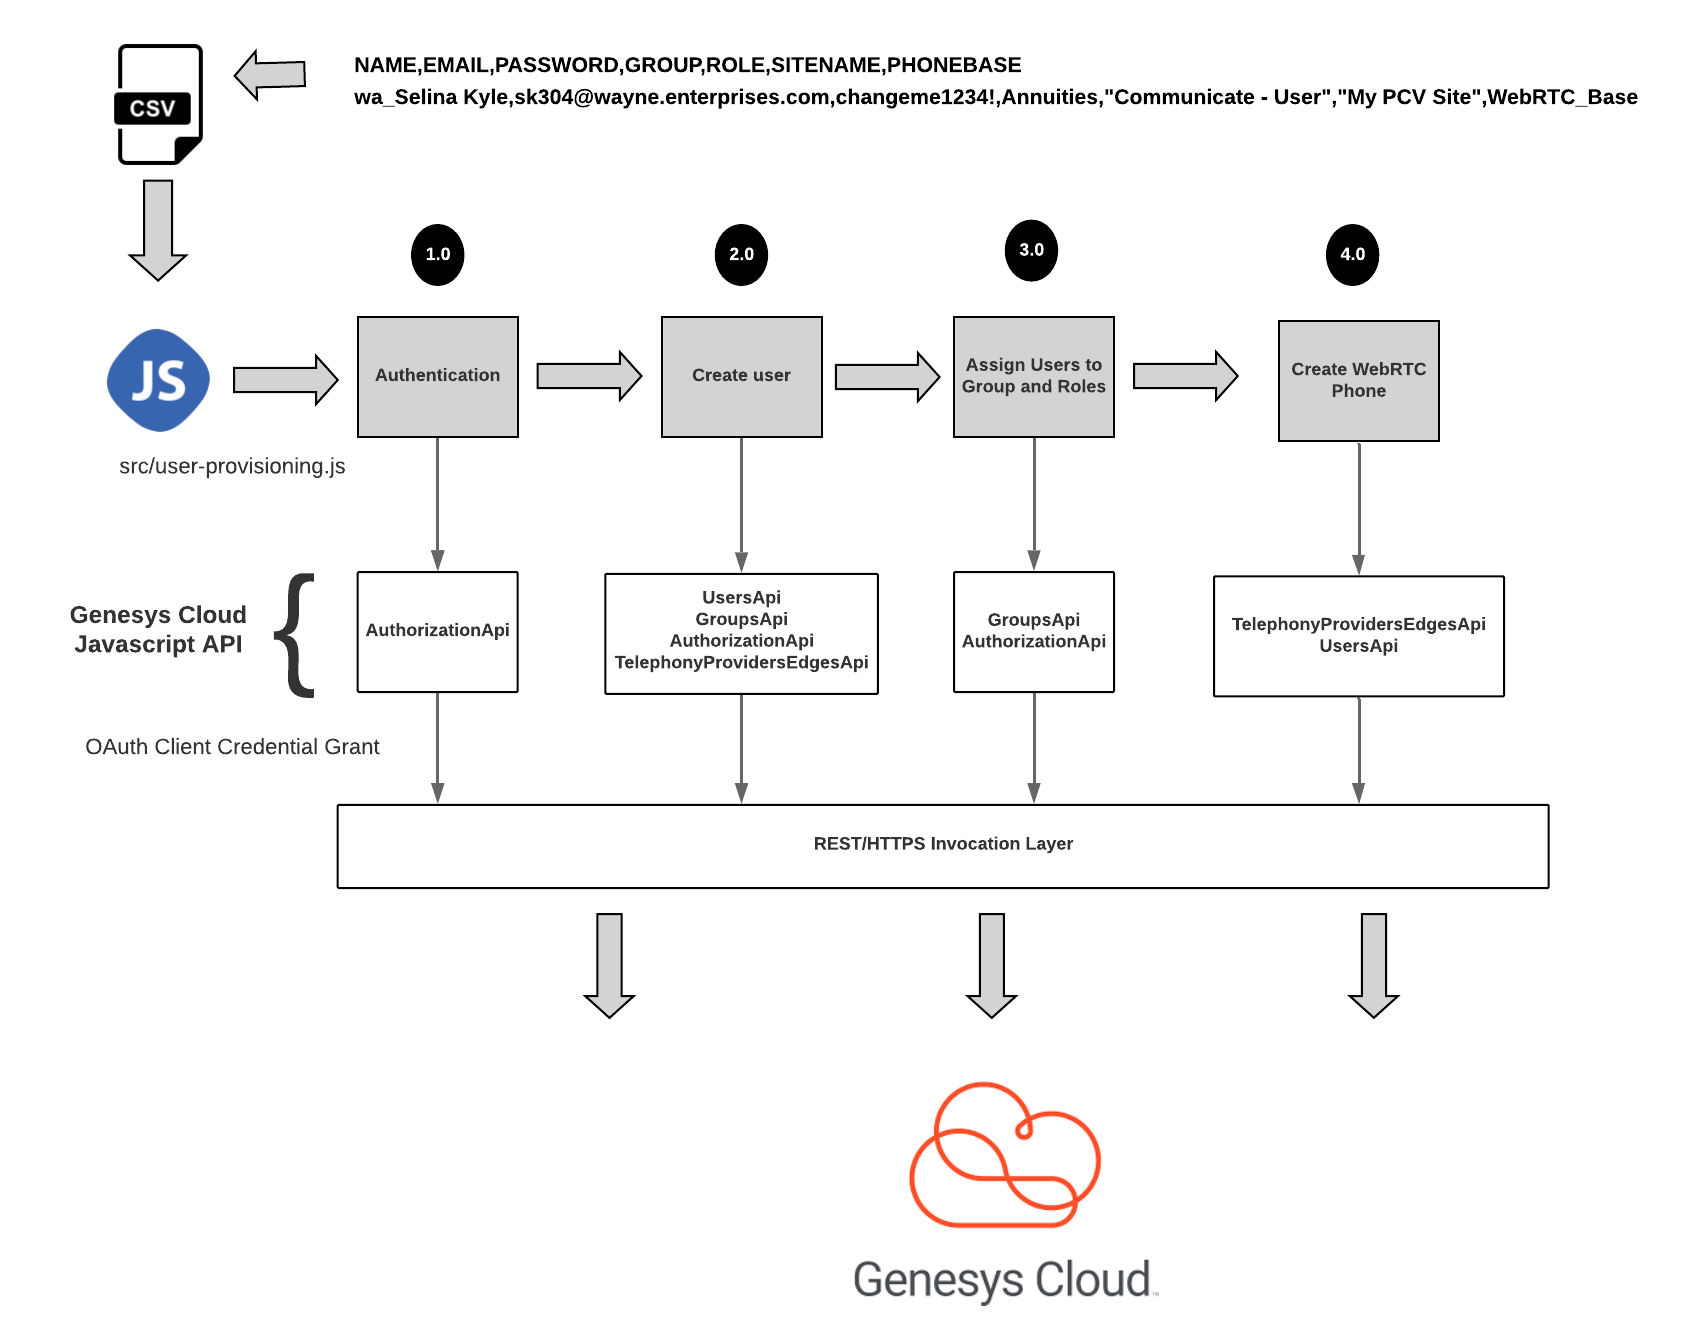 NAME,EMAIL,PASSWORD,GROUP,ROLE,SITENAME,PHONEBASE
wa_Selina Kyle,sk304@wayne.enterprises.com,changeme1234!,Annuities,"Communicate - User","My PCV Site",WebRTC_Base
CSV
1.0
2.0
3.0
4.0
JS
src/user-provisioning.js
Authentication
Create user
Assign Users to
Group and Roles
Create WebRTC
Phone
Genesys Cloud
Javascript API
{
AuthorizationApi
UsersApi
GroupsApi
AuthorizationApi
TelephonyProvidersEdgesApi
GroupsApi
AuthorizationApi
TelephonyProvidersEdgesApi
UsersApi
OAuth Client Credential Grant
REST/HTTPS Invocation Layer
Genesys Cloud™